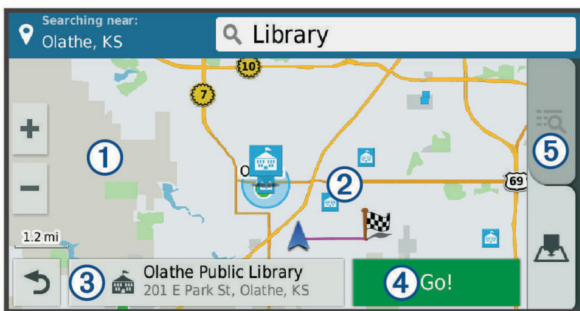 Searching near:
Olathe, KS
Library
10
7
1
5
O
2
69
1.2 mi
3
Olathe Public Library
201 E Park St, Olathe, KS
4
Go!